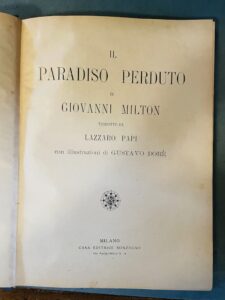 IL
PARADISO PERDUTO
DI
GIOVANNI MILTON
TRADOTTO DA
LAZZARO PAPI
con illustrazioni di GUSTAVO DORÉ
MILANO
CASA EDITRICE SONZOGNO